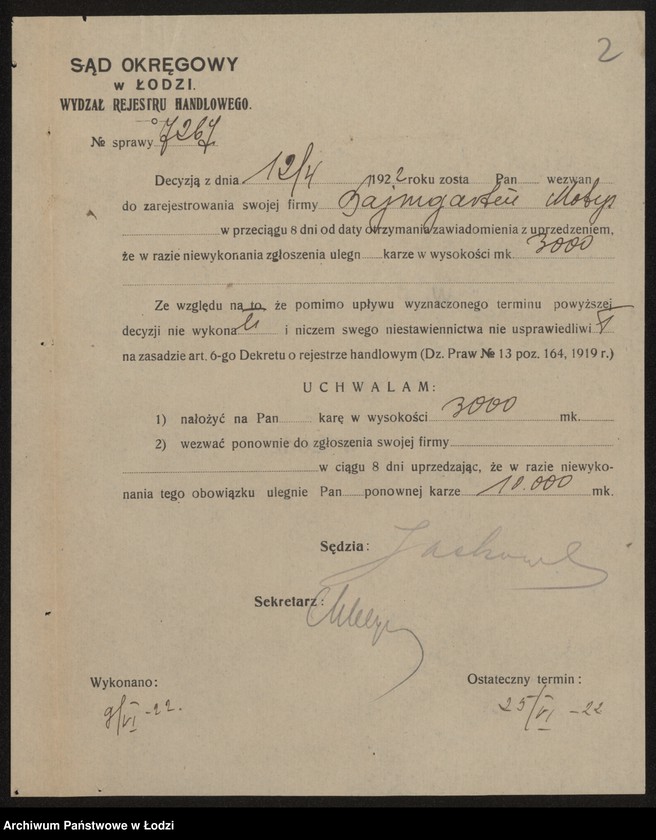 2
SĄD OKRĘGOWY
w ŁODZI.
WYDZIAŁ REJESTRU HANDLOWEGO.
№ sprawy 7267
Decyzją z dnia 12/4 1922 roku zosta Pan wezwan
do zarejestrowania swojej firmy Bajmgarten
w przeciągu 8 dni od daty otrzymania zawiadomienia z uprzedzeniem,
że w razie niewykonania zgłoszenia ulegn karze w wysokości mk. 3000
Ze względu na to, że pomimo upływu wyznaczonego terminu powyższej
decyzji nie wykona i niczem swego niestawiennictwa nie usprawiedliwi
na zasadzie art. 6-go Dekretu o rejestrze handlowym (Dz. Praw № 13 poz. 164, 1919 r.)
UCHWALAM:
1) nałożyć na Pan karę w wysokości 3000 mk.
2) wezwać ponownie do zgłoszenia swojej firmy
w ciągu 8 dni uprzedzając, że w razie niewyko-
nania tego obowiązku ulegnie Pan ponownej karze 10.000 mk.
Sędzia:
Sekretarz:
Wykonano: Ostateczny termin:
9/VI -22. 25/VI -22
Archiwum Państwowe w Łodzi